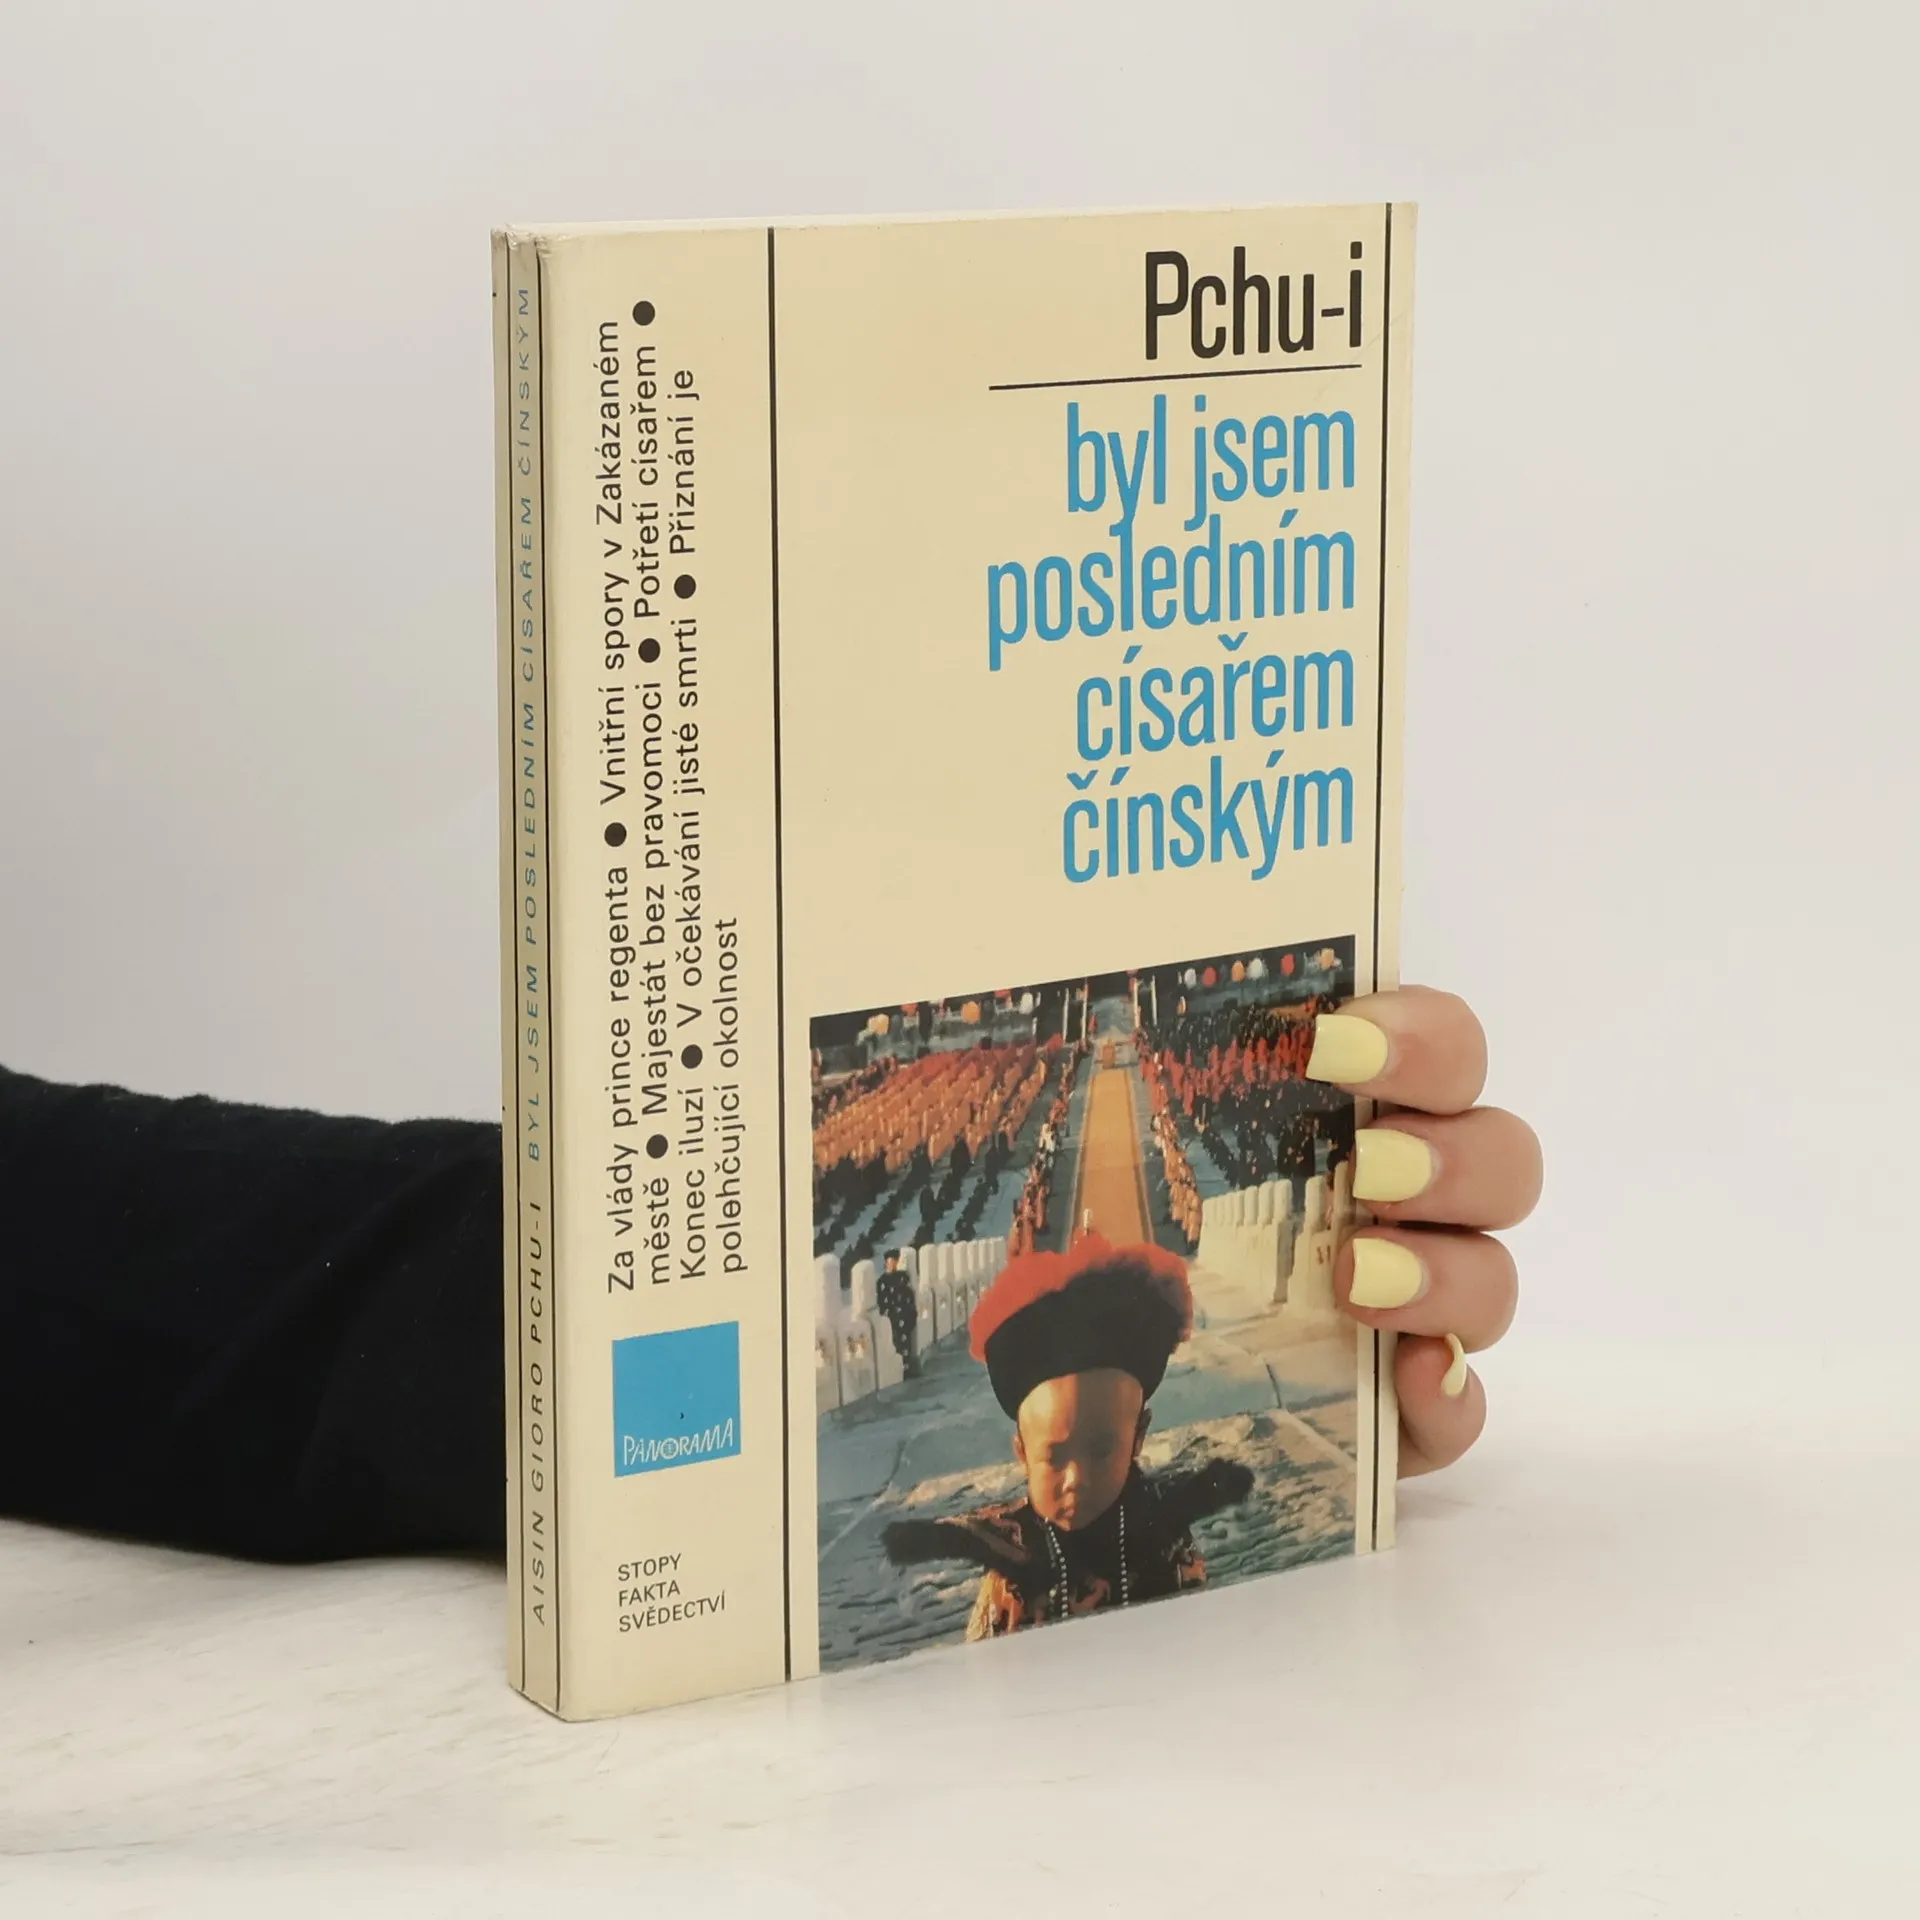 Pchu-i
byl jsem
posledním
císařem
čínským
Za vlády prince regenta ● Vnitřní spory v Zakázaném
městě ● Majestát bez pravomoci ● Potřetí císařem ●
Konec iluzí ● V očekávání jisté smrti ● Přiznání je
polehčující okolnost
PANORAMA
STOPY
FAKTA
SVĚDECTVÍ
AISIN GIORO PCHU-I BYL JSEM POSLEDNÍM CÍSAŘEM ČÍNSKÝM